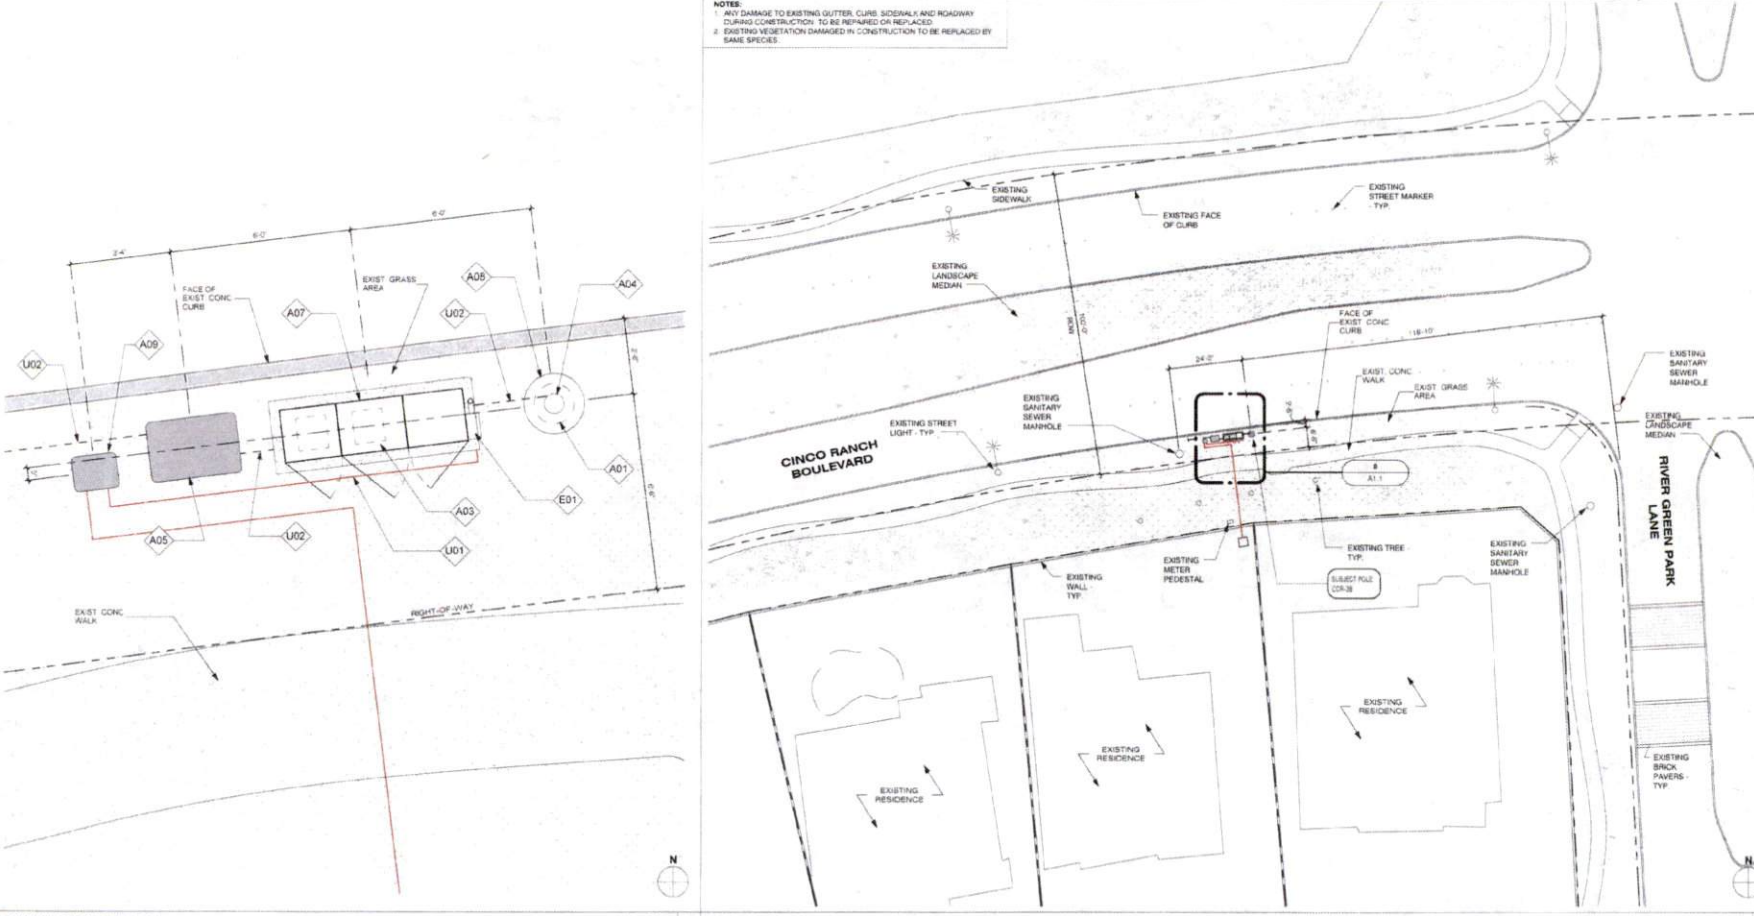 NOTES:
1. ANY DAMAGE TO EXISTING GUTTER, CURB, SIDEWALK AND ROADWAY
DURING CONSTRUCTION TO BE REPAIRED OR REPLACED
2. EXISTING VEGETATION DAMAGED IN CONSTRUCTION TO BE REPLACED BY
SAME SPECIES.
2'-4"
6'-0"
6'-0"
FACE OF
EXIST CONC
CURB
EXIST GRASS
AREA
A08
A04
A07
U02
A09
U02
A05
U02
A03
U01
E01
A01
EXIST CONC
WALK
RIGHT-OF-WAY
N
EXISTING
SIDEWALK
EXISTING FACE
OF CURB
EXISTING
STREET MARKER
- TYP.
EXISTING
LANDSCAPE
MEDIAN
100'-0"
ROW
FACE OF
EXIST CONC
CURB
118'-10"
24'-0"
EXIST. CONC
WALK
EXIST GRASS
AREA
EXISTING
SANITARY
SEWER
MANHOLE
EXISTING
SANITARY
SEWER
MANHOLE
EXISTING STREET
LIGHT - TYP.
CINCO RANCH
BOULEVARD
EXISTING
LANDSCAPE
MEDIAN
A1.1
RIVER GREEN PARK
LANE
EXISTING
WALL -
TYP.
EXISTING
METER
PEDESTAL
EXISTING TREE -
TYP.
SUBJECT POLE
EXISTING
SANITARY
SEWER
MANHOLE
EXISTING
RESIDENCE
EXISTING
RESIDENCE
EXISTING
RESIDENCE
EXISTING
BRICK
PAVERS -
TYP.
N